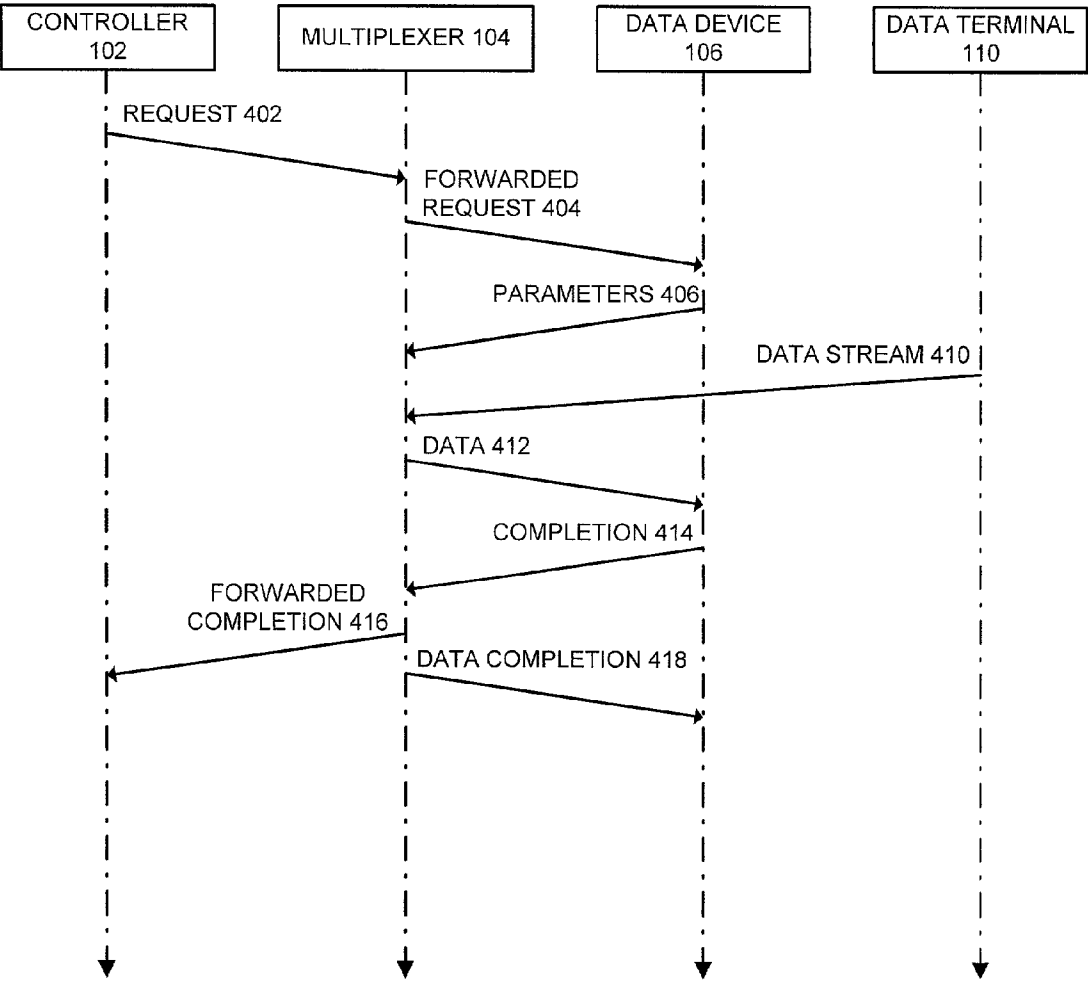 CONTROLLER
102
MULTIPLEXER 104
DATA DEVICE
106
DATA TERMINAL
110
REQUEST 402
FORWARDED
REQUEST 404
PARAMETERS 406
DATA STREAM 410
DATA 412
COMPLETION 414
FORWARDED
COMPLETION 416
DATA COMPLETION 418